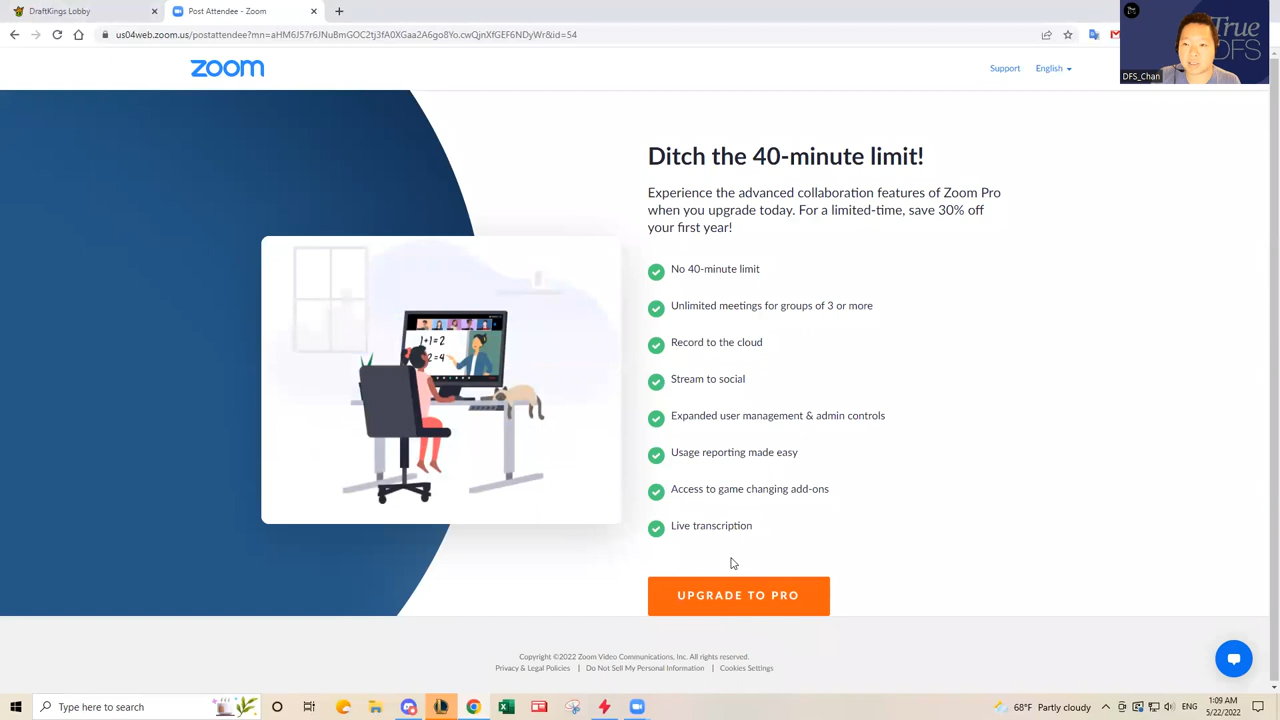 DraftKings Lobby
Post Attendee - Zoom
us04web.zoom.us/postattendee?mn=aHM6J57r6JNuBmGOC2tj3fA0XGaa2A6go8Yo.cwQjnXfGEF6NDyWr&id=54
zoom
Support
English
True
DFS
DFS_Chan
Ditch the 40-minute limit!
Experience the advanced collaboration features of Zoom Pro
when you upgrade today. For a limited-time, save 30% off
your first year!
No 40-minute limit
Unlimited meetings for groups of 3 or more
Record to the cloud
Stream to social
Expanded user management & admin controls
Usage reporting made easy
Access to game changing add-ons
Live transcription
1+1=2
2=4
UPGRADE TO PRO
Copyright ©2022 Zoom Video Communications, Inc. All rights reserved.
Privacy & Legal Policies | Do Not Sell My Personal Information | Cookies Settings
Type here to search
68°F Partly cloudy
1:09 AM
5/22/2022